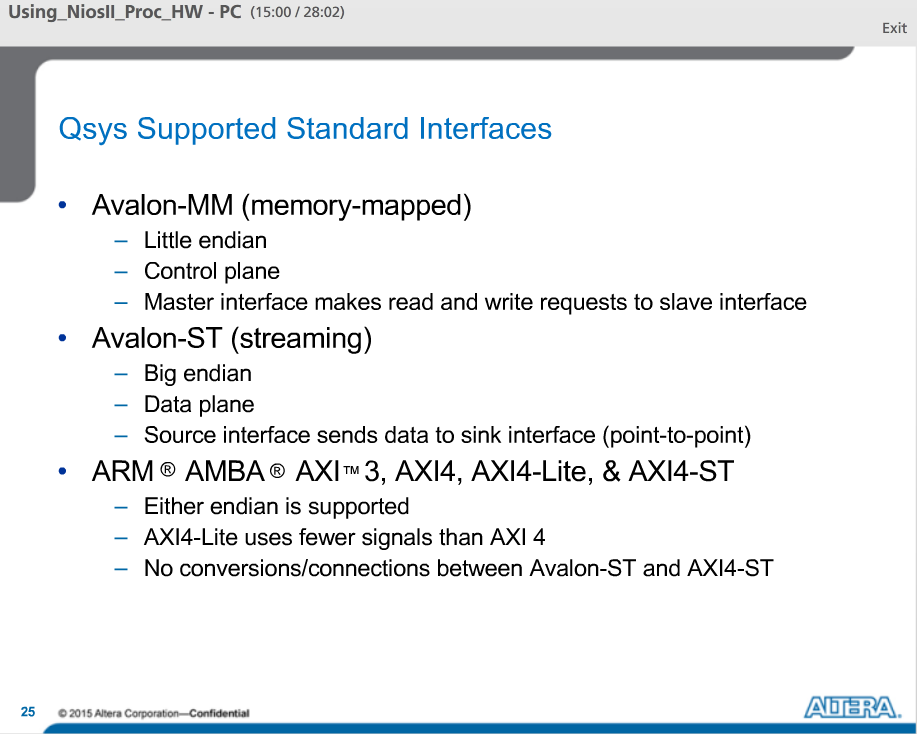 Using_NiosII_Proc_HW - PC (15:00 / 28:02)
Exit
Qsys Supported Standard Interfaces
• Avalon-MM (memory-mapped)
– Little endian
– Control plane
– Master interface makes read and write requests to slave interface
• Avalon-ST (streaming)
– Big endian
– Data plane
– Source interface sends data to sink interface (point-to-point)
• ARM ® AMBA ® AXI ™ 3, AXI4, AXI4-Lite, & AXI4-ST
– Either endian is supported
– AXI4-Lite uses fewer signals than AXI 4
– No conversions/connections between Avalon-ST and AXI4-ST
25 © 2015 Altera Corporation—Confidential
ALTERA®